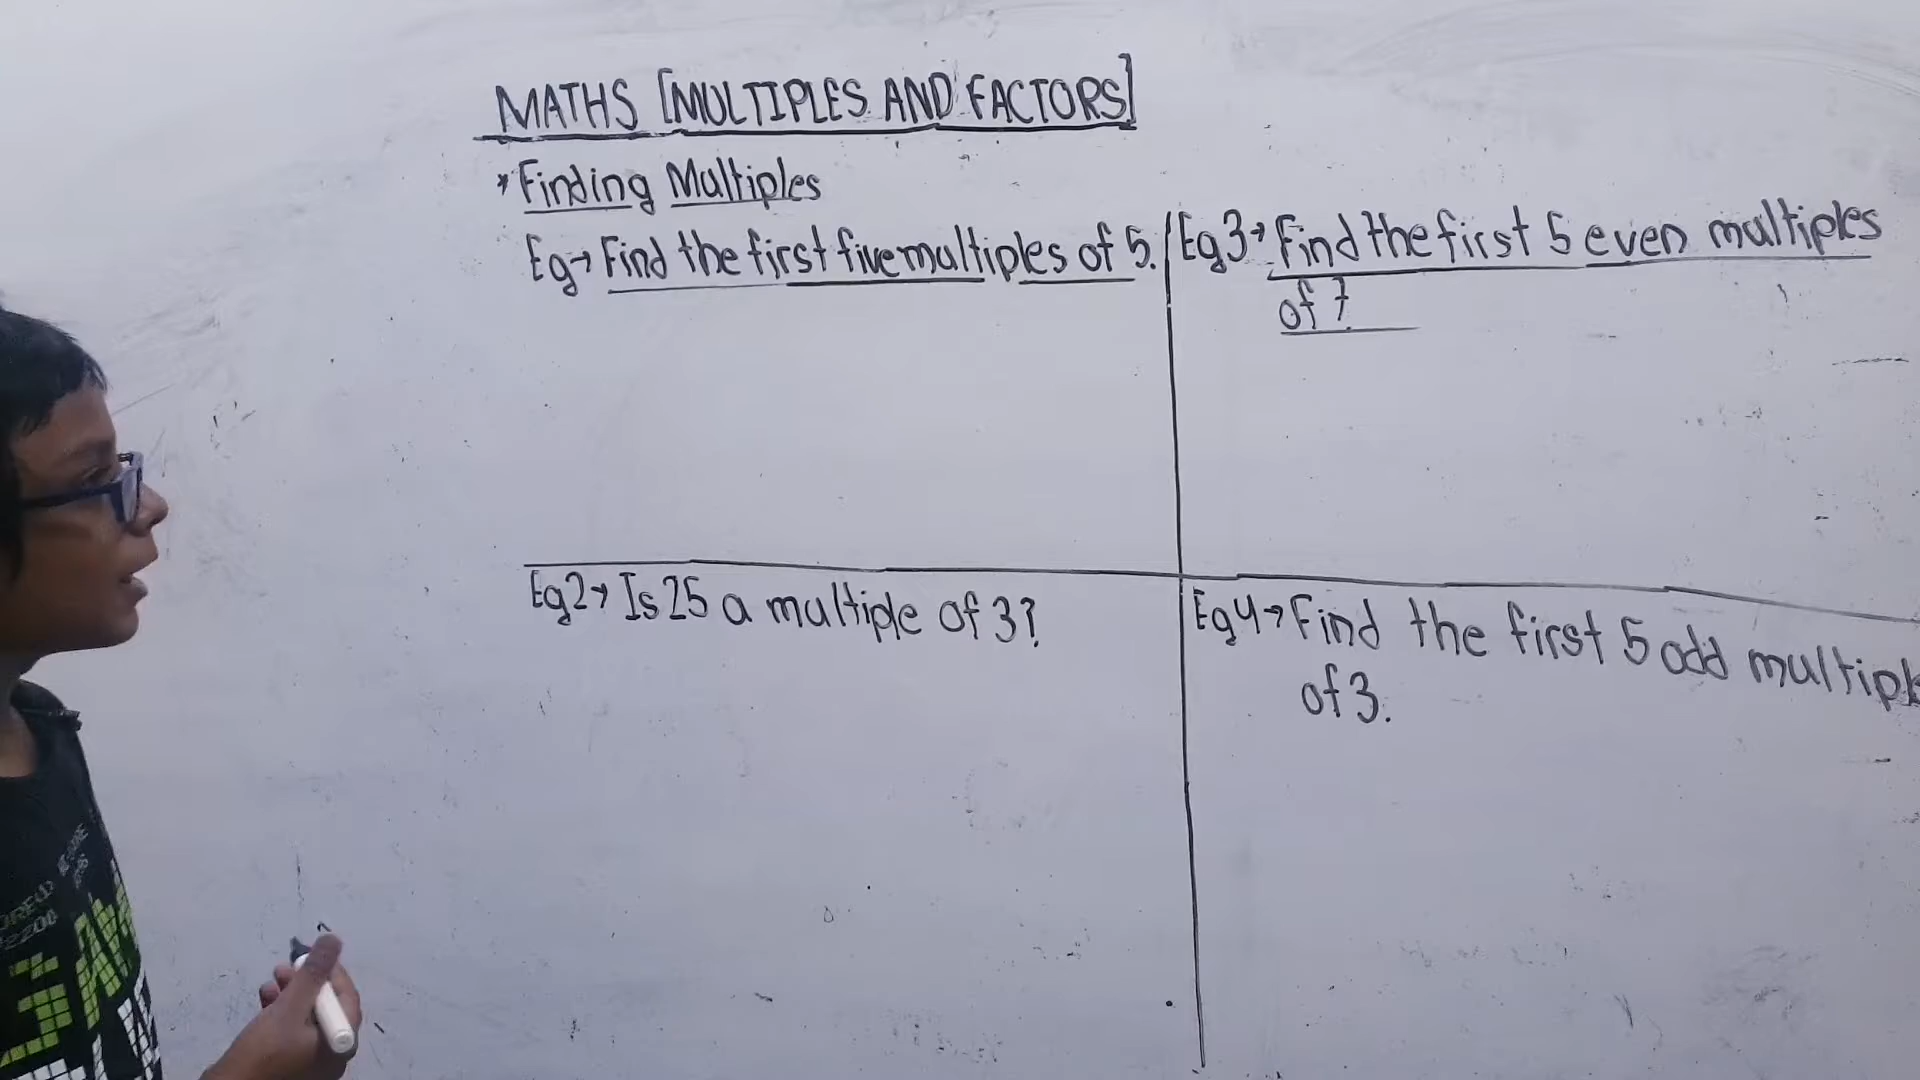 MATHS [MULTIPLES AND FACTORS]
* Finding Multiples
Eg→ Find the first five multiples of 5.
Eg2→ Is 25 a multiple of 3?
Eg3→ Find the first 5 even multiples
of 7
Eg4→ Find the first 5 odd multipl
of 3.